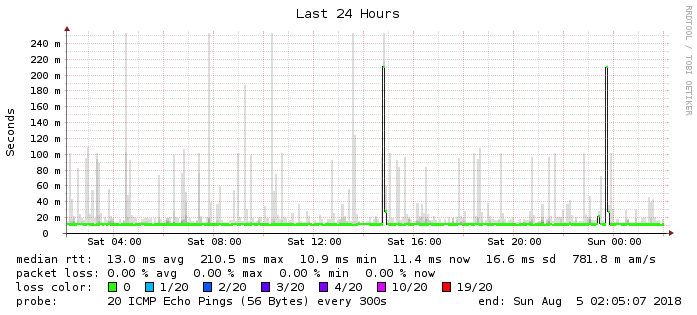 Last 24 Hours
RRDTOOL / TOBI OETIKER
Seconds
240 m
220 m
200 m
180 m
160 m
140 m
120 m
100 m
80 m
60 m
40 m
20 m
0
Sat 04:00 Sat 08:00 Sat 12:00 Sat 16:00 Sat 20:00 Sun 00:00
median rtt: 13.0 ms avg 210.5 ms max 10.9 ms min 11.4 ms now 16.6 ms sd 781.8 m am/s
packet loss: 0.00 % avg 0.00 % max 0.00 % min 0.00 % now
loss color: 0 1/20 2/20 3/20 4/20 10/20 19/20
probe: 20 ICMP Echo Pings (56 Bytes) every 300s end: Sun Aug 5 02:05:07 2018